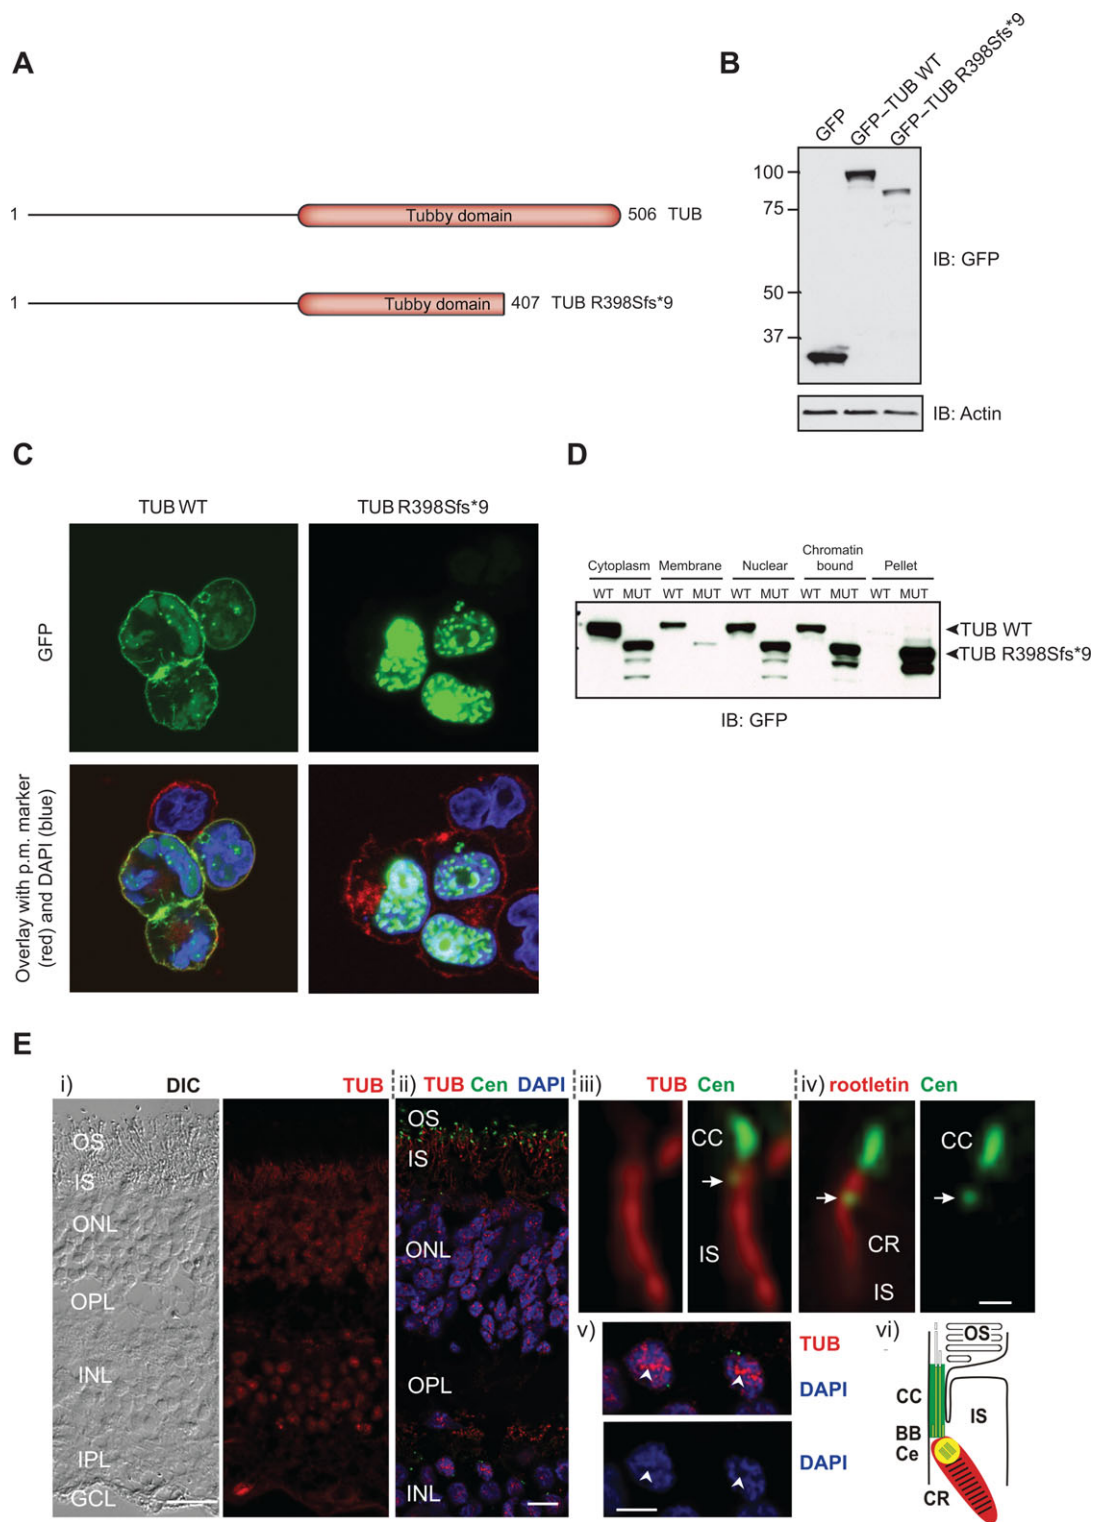 A
1 Tubby domain 506 TUB
1 Tubby domain 407 TUB R398Sfs*9
B
GFP
GFP–TUB WT
GFP–TUB R398Sfs*9
100
75
50
37
IB: GFP
IB: Actin
C
TUB WT
TUB R398Sfs*9
GFP
Overlay with p.m. marker
(red) and DAPI (blue)
D
Cytoplasm Membrane Nuclear Chromatin bound Pellet
WT MUT WT MUT WT MUT WT MUT WT MUT
TUB WT
TUB R398Sfs*9
IB: GFP
E
i) DIC TUB
OS
IS
ONL
OPL
INL
IPL
GCL
ii) TUB Cen DAPI
OS
IS
ONL
OPL
INL
iii) TUB Cen
CC
IS
iv) rootletin Cen
CR
IS
CC
v) TUB
DAPI
DAPI
vi)
OS
CC
IS
BB
Ce
CR